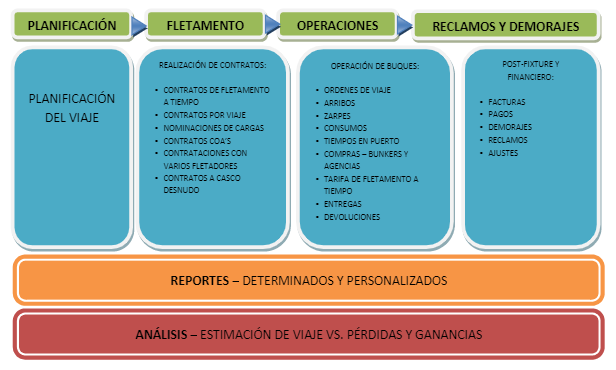 PLANIFICACIÓN
FLETAMENTO
OPERACIONES
RECLAMOS Y DEMORAJES
PLANIFICACIÓN
DEL VIAJE
REALIZACIÓN DE CONTRATOS:
• CONTRATOS DE FLETAMENTO
A TIEMPO
• CONTRATOS POR VIAJE
• NOMINACIONES DE CARGAS
• CONTRATOS COA'S
• CONTRATACIONES CON
VARIOS FLETADORES
• CONTRATOS A CASCO
DESNUDO
OPERACIÓN DE BUQUES:
• ORDENES DE VIAJE
• ARRIBOS
• ZARPES
• CONSUMOS
• TIEMPOS EN PUERTO
• COMPRAS – BUNKERS Y
AGENCIAS
• TARIFA DE FLETAMENTO A
TIEMPO
• ENTREGAS
• DEVOLUCIONES
POST-FIXTURE Y
FINANCIERO:
• FACTURAS
• PAGOS
• DEMORAJES
• RECLAMOS
• AJUSTES
REPORTES – DETERMINADOS Y PERSONALIZADOS
ANÁLISIS – ESTIMACIÓN DE VIAJE VS. PÉRDIDAS Y GANANCIAS